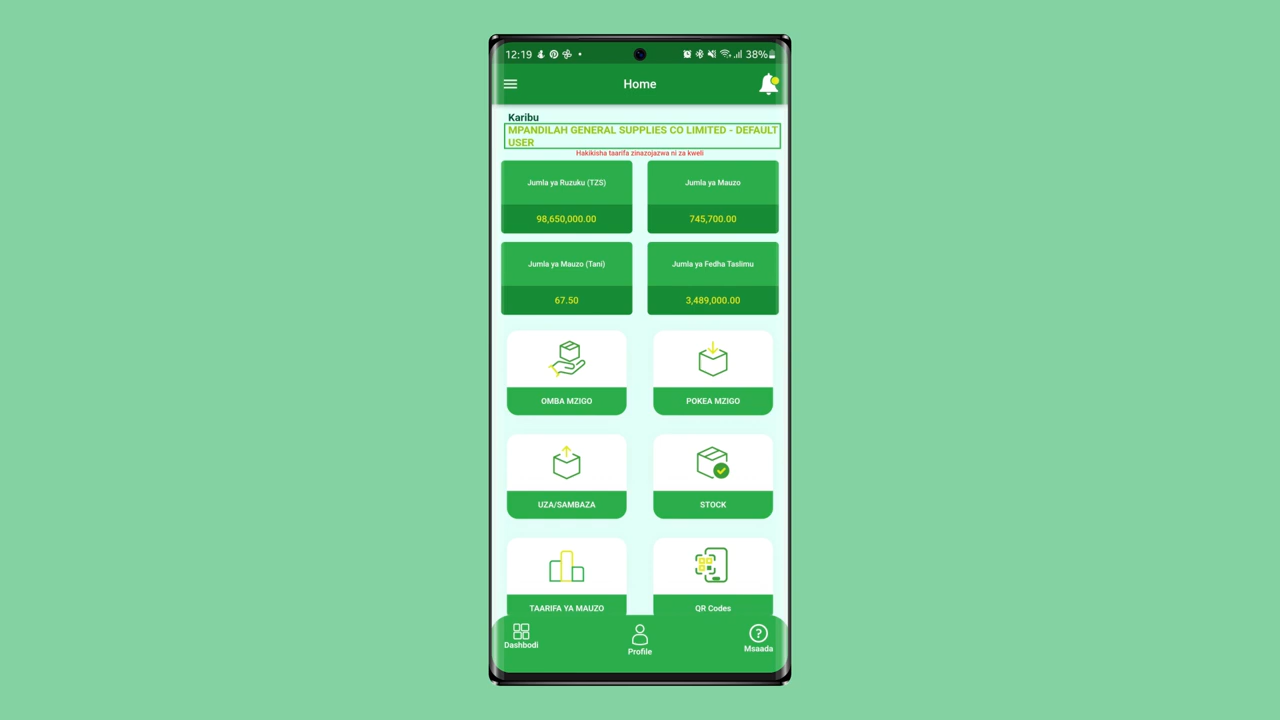 12:19
38%
Home
Karibu
MPANDILAH GENERAL SUPPLIES CO LIMITED - DEFAULT
USER
Hakikisha taarifa zinazojazwa ni za kweli
Jumla ya Ruzuku (TZS)
98,650,000.00
Jumla ya Mauzo
745,700.00
Jumla ya Mauzo (Tani)
67.50
Jumla ya Fedha Taslimu
3,489,000.00
OMBA MZIGO
POKEA MZIGO
UZA/SAMBAZA
STOCK
TAARIFA YA MAUZO
QR Codes
Dashbodi
Profile
Msaada